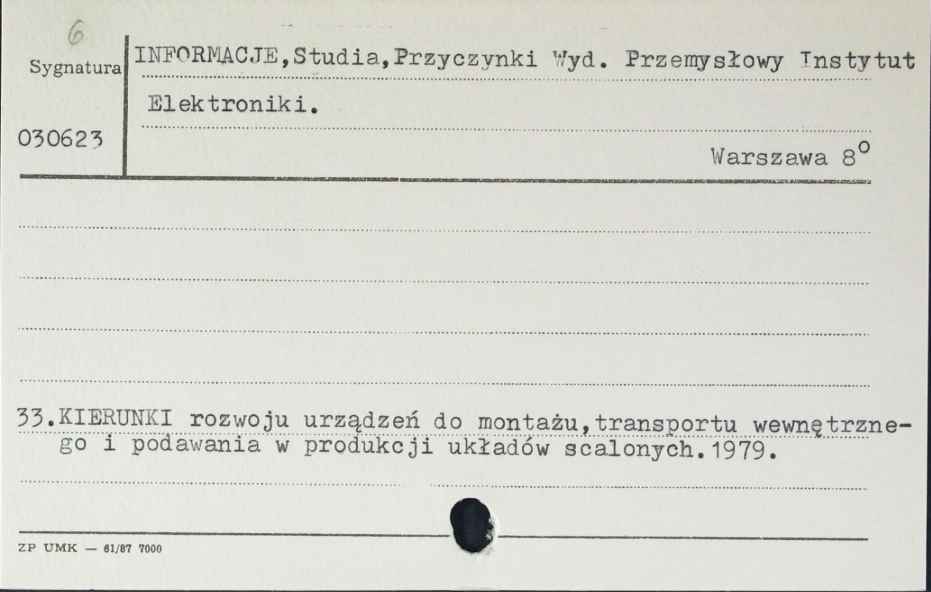 6
Sygnatura
INFORMACJE,Studia,Przyczynki Wyd. Przemysłowy Instytut
Elektroniki.
030623
Warszawa 8°
33.KIERUNKI rozwoju urządzeń do montażu,transportu wewnętrzne-
go i podawania w produkcji układów scalonych.1979.
ZP UMK — 61/87 7000